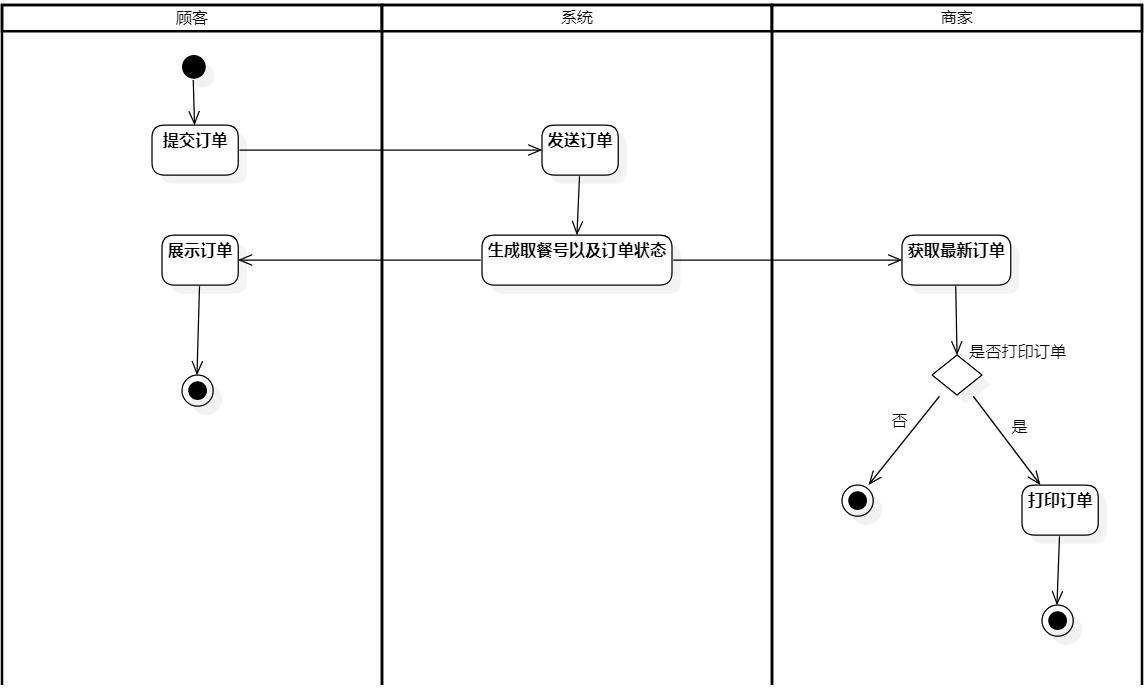 顾客
系统
商家
提交订单
发送订单
展示订单
生成取餐号以及订单状态
获取最新订单
是否打印订单
否
是
打印订单